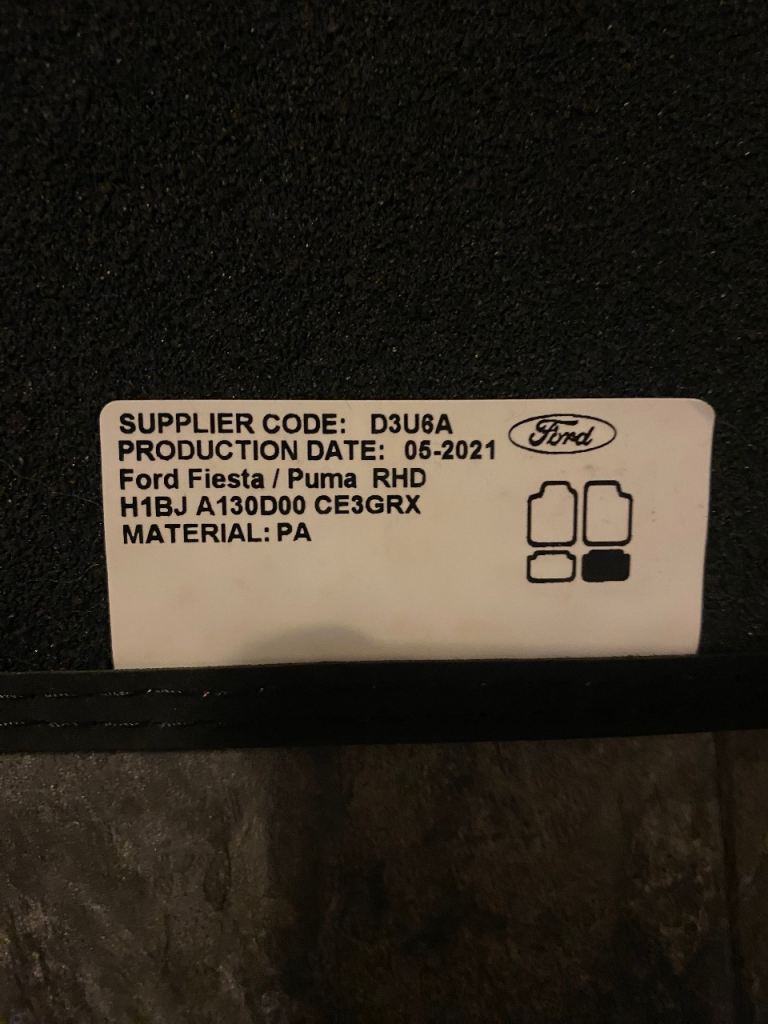 SUPPLIER CODE: D3U6A
Ford
PRODUCTION DATE: 05-2021
Ford Fiesta / Puma RHD
H1BJ A130D00 CE3GRX
MATERIAL: PA